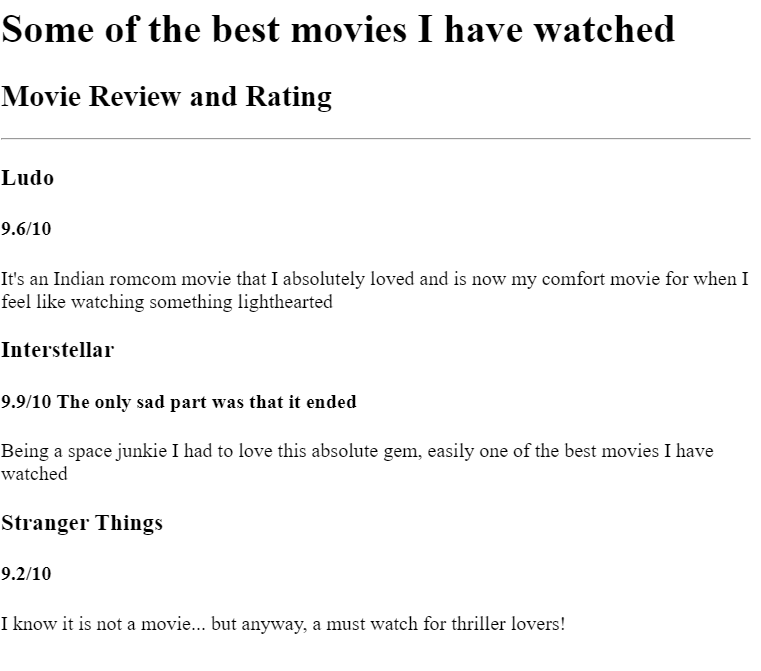 Some of the best movies I have watched
Movie Review and Rating
Ludo
9.6/10
It's an Indian romcom movie that I absolutely loved and is now my comfort movie for when I
feel like watching something lighthearted
Interstellar
9.9/10 The only sad part was that it ended
Being a space junkie I had to love this absolute gem, easily one of the best movies I have
watched
Stranger Things
9.2/10
I know it is not a movie... but anyway, a must watch for thriller lovers!